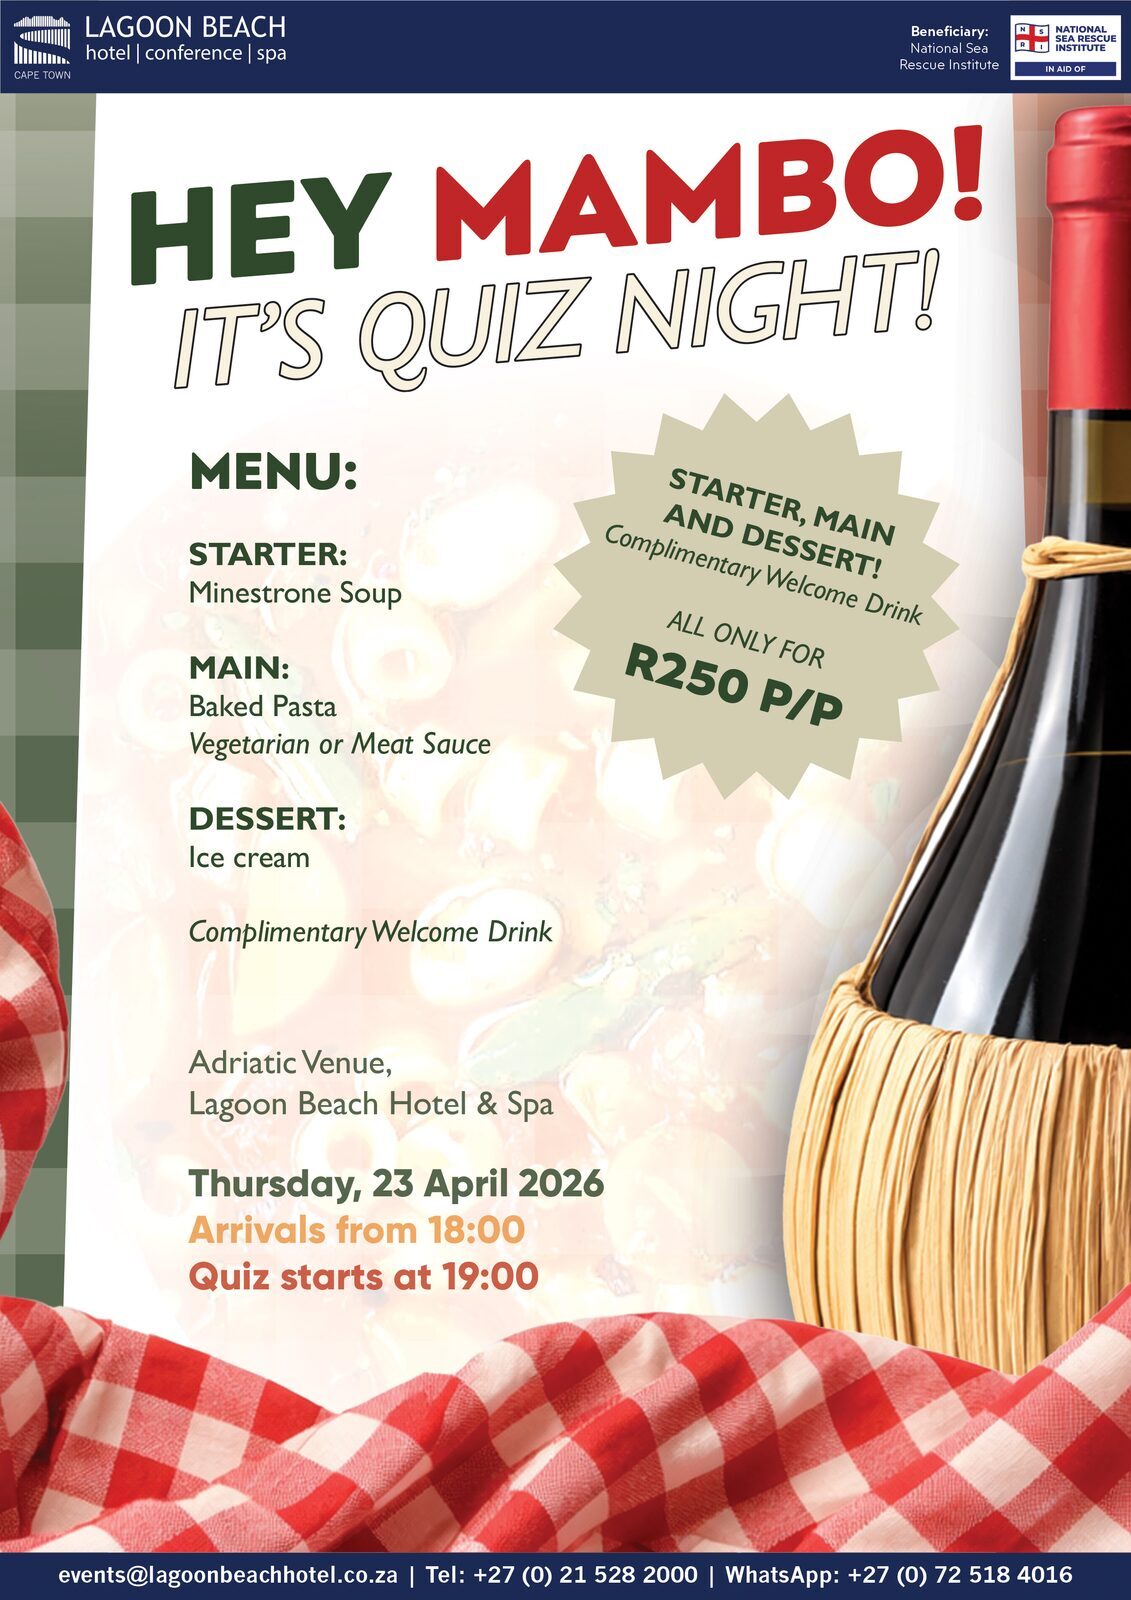 LAGOON BEACH
hotel | conference | spa
CAPE TOWN
Beneficiary:
National Sea
Rescue Institute
N S
R I
NATIONAL
SEA RESCUE
INSTITUTE
IN AID OF
HEY MAMBO!
IT'S QUIZ NIGHT!
MENU:
STARTER:
Minestrone Soup
MAIN:
Baked Pasta
Vegetarian or Meat Sauce
DESSERT:
Ice cream
Complimentary Welcome Drink
STARTER, MAIN
AND DESSERT!
Complimentary Welcome Drink
ALL ONLY FOR
R250 P/P
Adriatic Venue,
Lagoon Beach Hotel & Spa
Thursday, 23 April 2026
Arrivals from 18:00
Quiz starts at 19:00
events@lagoonbeachhotel.co.za | Tel: +27 (0) 21 528 2000 | WhatsApp: +27 (0) 72 518 4016